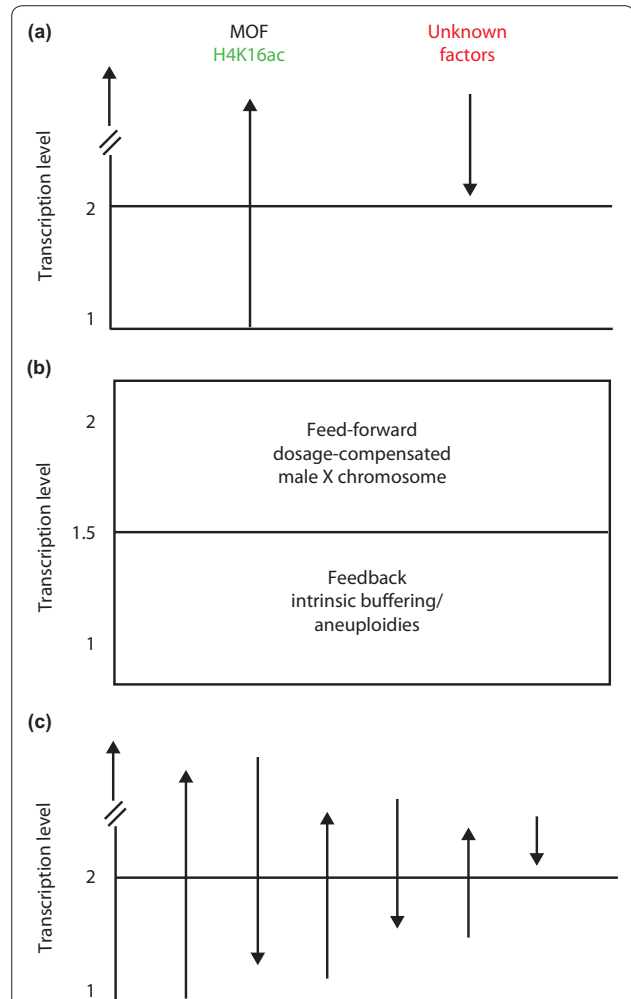 (a)
MOF
H4K16ac
Unknown
factors
Transcription level
2
1
(b)
Transcription level
2
1.5
1
Feed-forward
dosage-compensated
male X chromosome
Feedback
intrinsic buffering/
aneuploidies
(c)
Transcription level
2
1